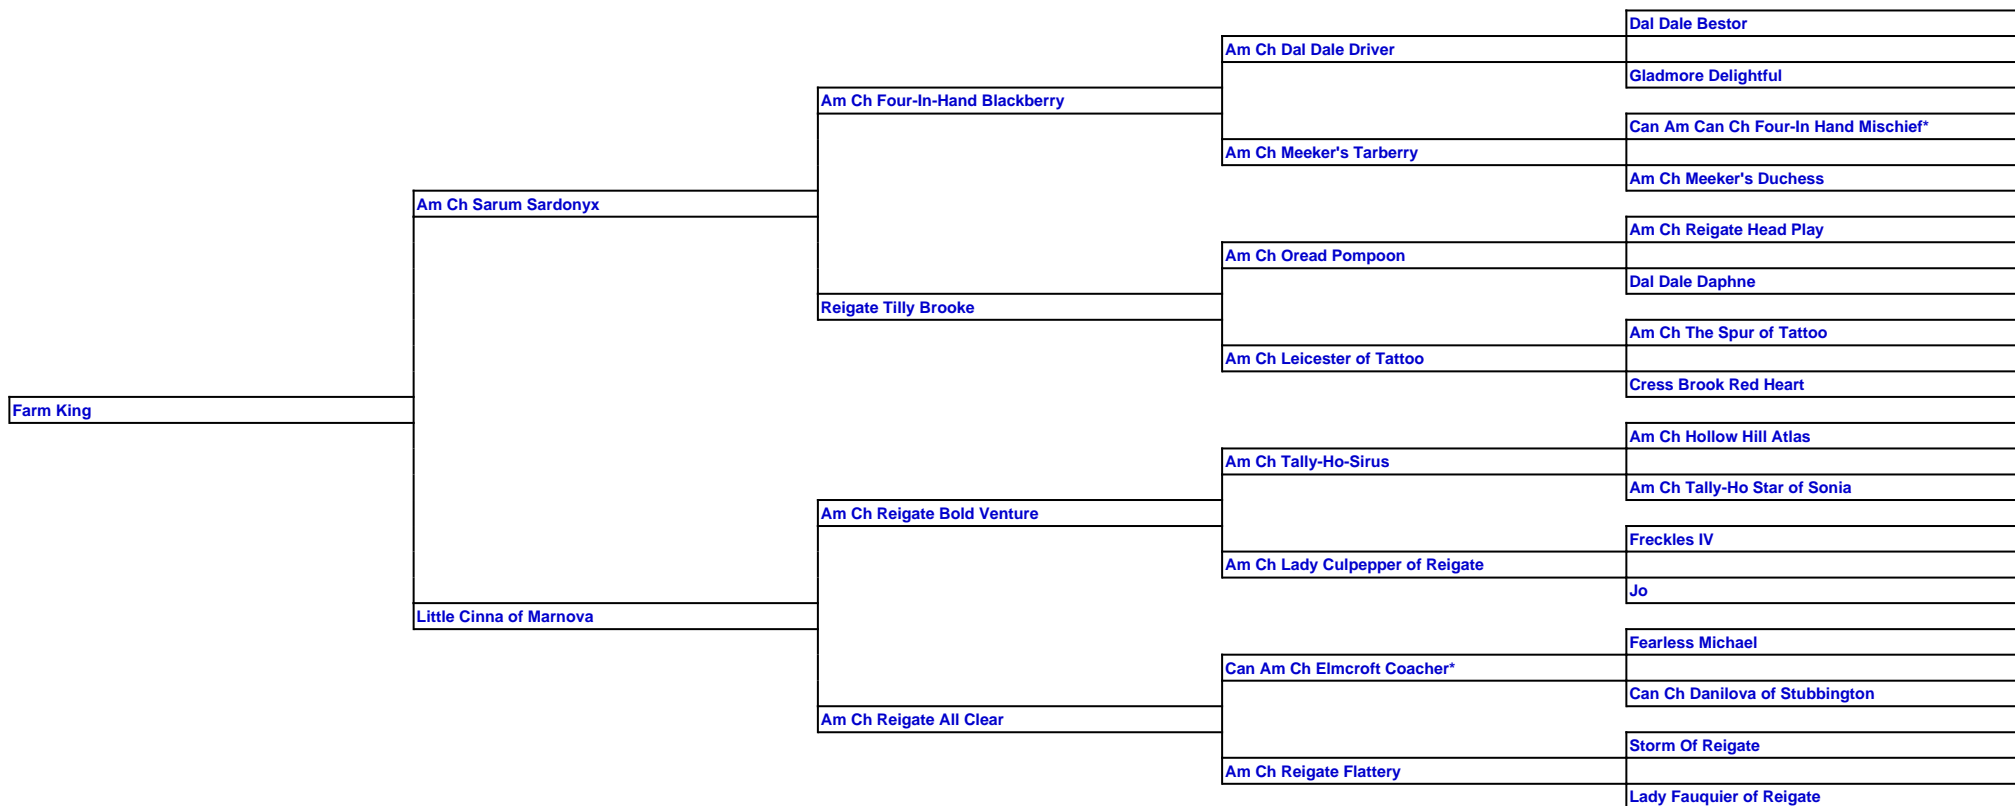 Dal Dale Bestor
Am Ch Dal Dale Driver
Gladmore Delightful
Am Ch Four-In-Hand Blackberry
Can Am Can Ch Four-In Hand Mischief*
Am Ch Meeker's Tarberry
Am Ch Meeker's Duchess
Am Ch Sarum Sardonyx
Am Ch Reigate Head Play
Am Ch Oread Pompoon
Dal Dale Daphne
Reigate Tilly Brooke
Am Ch The Spur of Tattoo
Am Ch Leicester of Tattoo
Cress Brook Red Heart
Farm King
Am Ch Hollow Hill Atlas
Am Ch Tally-Ho-Sirus
Am Ch Tally-Ho Star of Sonia
Am Ch Reigate Bold Venture
Freckles IV
Am Ch Lady Culpepper of Reigate
Jo
Little Cinna of Marnova
Fearless Michael
Can Am Ch Elmcroft Coacher*
Can Ch Danilova of Stubbington
Am Ch Reigate All Clear
Storm Of Reigate
Am Ch Reigate Flattery
Lady Fauquier of Reigate